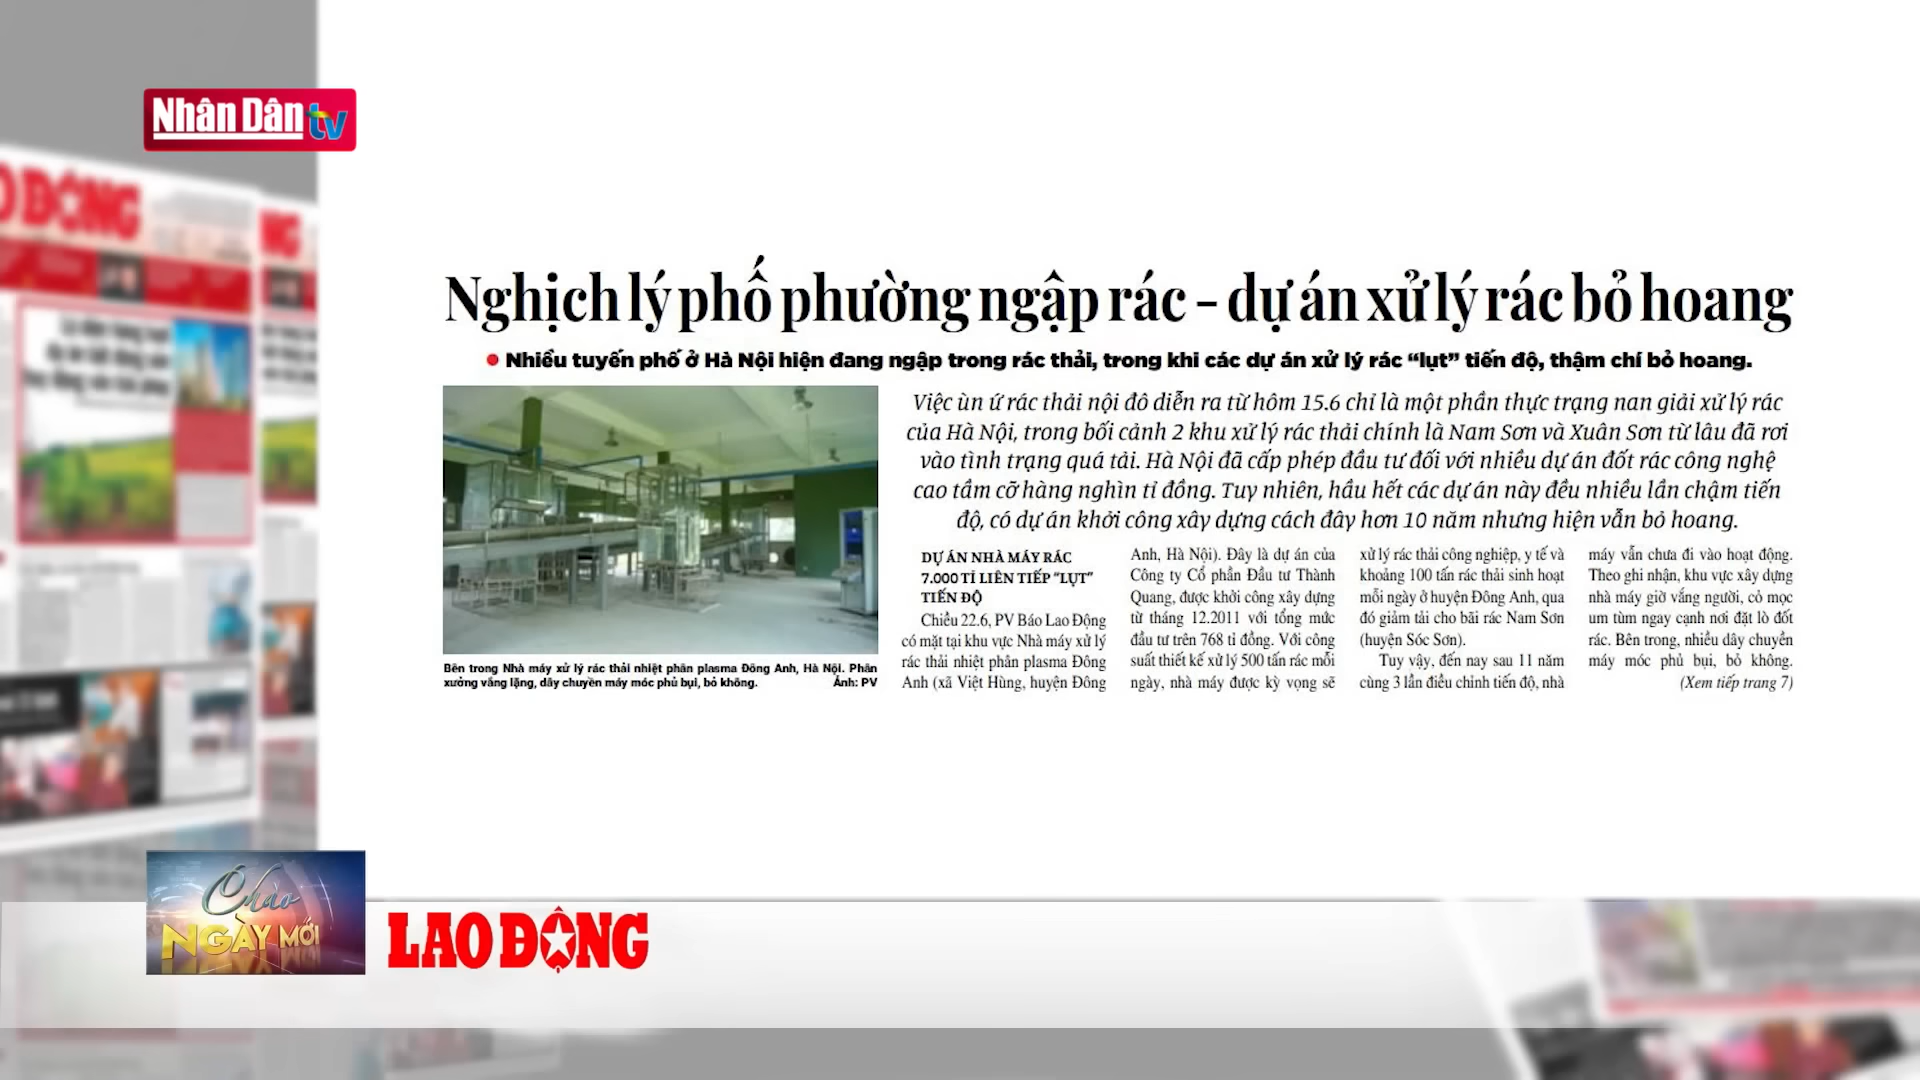 Nhân Dân tv
LAO ĐỘNG
Nghịch lý phố phường ngập rác – dự án xử lý rác bỏ hoang
● Nhiều tuyến phố ở Hà Nội hiện đang ngập trong rác thải, trong khi các dự án xử lý rác “lụt” tiến độ, thậm chí bỏ hoang.
Việc ùn ứ rác thải nội đô diễn ra từ hôm 15.6 chỉ là một phần thực trạng nan giải xử lý rác
của Hà Nội, trong bối cảnh 2 khu xử lý rác thải chính là Nam Sơn và Xuân Sơn từ lâu đã rơi
vào tình trạng quá tải. Hà Nội đã cấp phép đầu tư đối với nhiều dự án đốt rác công nghệ
cao tầm cỡ hàng nghìn tỉ đồng. Tuy nhiên, hầu hết các dự án này đều nhiều lần chậm tiến
độ, có dự án khởi công xây dựng cách đây hơn 10 năm nhưng hiện vẫn bỏ hoang.
Bên trong Nhà máy xử lý rác thải nhiệt phân plasma Đông Anh, Hà Nội. Phân
xưởng vắng lặng, dây chuyền máy móc phủ bụi, bỏ không. Ảnh: PV
DỰ ÁN NHÀ MÁY RÁC
7.000 TỈ LIÊN TIẾP “LỤT”
TIẾN ĐỘ
Chiều 22.6, PV Báo Lao Động
có mặt tại khu vực Nhà máy xử lý
rác thải nhiệt phân plasma Đông
Anh (xã Việt Hùng, huyện Đông
Anh, Hà Nội). Đây là dự án của
Công ty Cổ phần Đầu tư Thành
Quang, được khởi công xây dựng
từ tháng 12.2011 với tổng mức
đầu tư trên 768 tỉ đồng. Với công
suất thiết kế xử lý 500 tấn rác mỗi
ngày, nhà máy được kỳ vọng sẽ
xử lý rác thải công nghiệp, y tế và
khoảng 100 tấn rác thải sinh hoạt
mỗi ngày ở huyện Đông Anh, qua
đó giảm tải cho bãi rác Nam Sơn
(huyện Sóc Sơn).
Tuy vậy, đến nay sau 11 năm
cùng 3 lần điều chỉnh tiến độ, nhà
máy vẫn chưa đi vào hoạt động.
Theo ghi nhận, khu vực xây dựng
nhà máy giờ vắng người, cỏ mọc
um tùm ngay cạnh nơi đặt lò đốt
rác. Bên trong, nhiều dây chuyền
máy móc phủ bụi, bỏ không.
(Xem tiếp trang 7)
Chào
NGÀY MỚI
LAO ĐỘNG